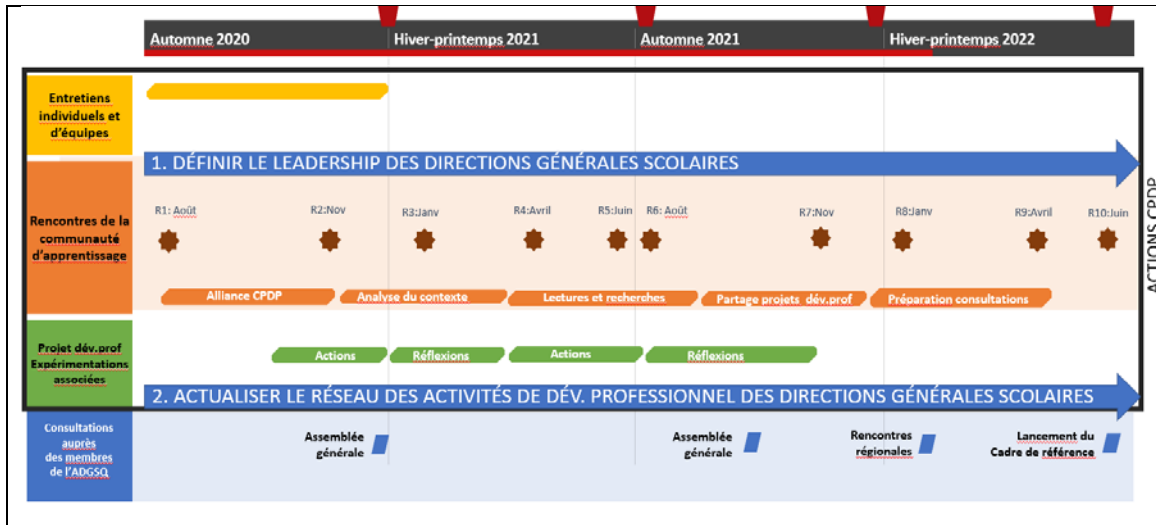 Automne 2020
Hiver-printemps 2021
Automne 2021
Hiver-printemps 2022
Entretiens
individuels et
d'équipes
1. DÉFINIR LE LEADERSHIP DES DIRECTIONS GÉNÉRALES SCOLAIRES
Rencontres de la
communauté
d'apprentissage
R1: Août
R2:Nov
R3:Janv
R4:Avril
R5:Juin
R6: Août
R7:Nov
R8:Janv
R9:Avril
R10:Juin
Alliance CPDP
Analyse du contexte
Lectures et recherches
Partage projets dév.prof
Préparation consultations
Projet dév.prof
Expérimentations
associées
Actions
Réflexions
Actions
Réflexions
2. ACTUALISER LE RÉSEAU DES ACTIVITÉS DE DÉV. PROFESSIONNEL DES DIRECTIONS GÉNÉRALES SCOLAIRES
ACTIONS CPDP
Consultations
auprès
des membres
de l'ADGSQ
Assemblée
générale
Assemblée
générale
Rencontres
régionales
Lancement du
Cadre de référence